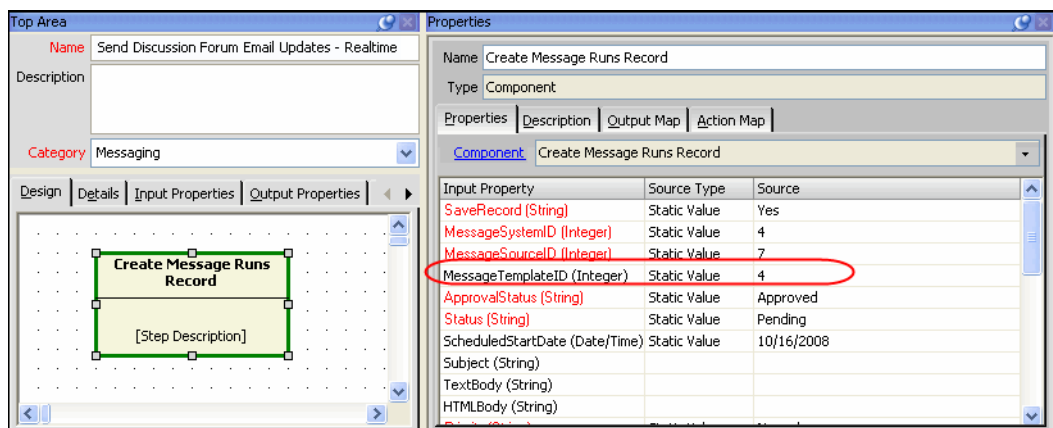 Top Area
Name Send Discussion Forum Email Updates - Realtime
Description
Category Messaging
Design Details Input Properties Output Properties
Create Message Runs
Record
[Step Description]
Properties
Name Create Message Runs Record
Type Component
Properties Description Output Map Action Map
Component Create Message Runs Record
Input Property Source Type Source
SaveRecord (String) Static Value Yes
MessageSystemID (Integer) Static Value 4
MessageSourceID (Integer) Static Value 7
MessageTemplateID (Integer) Static Value 4
ApprovalStatus (String) Static Value Approved
Status (String) Static Value Pending
ScheduledStartDate (Date/Time) Static Value 10/16/2008
Subject (String)
TextBody (String)
HTMLBody (String)